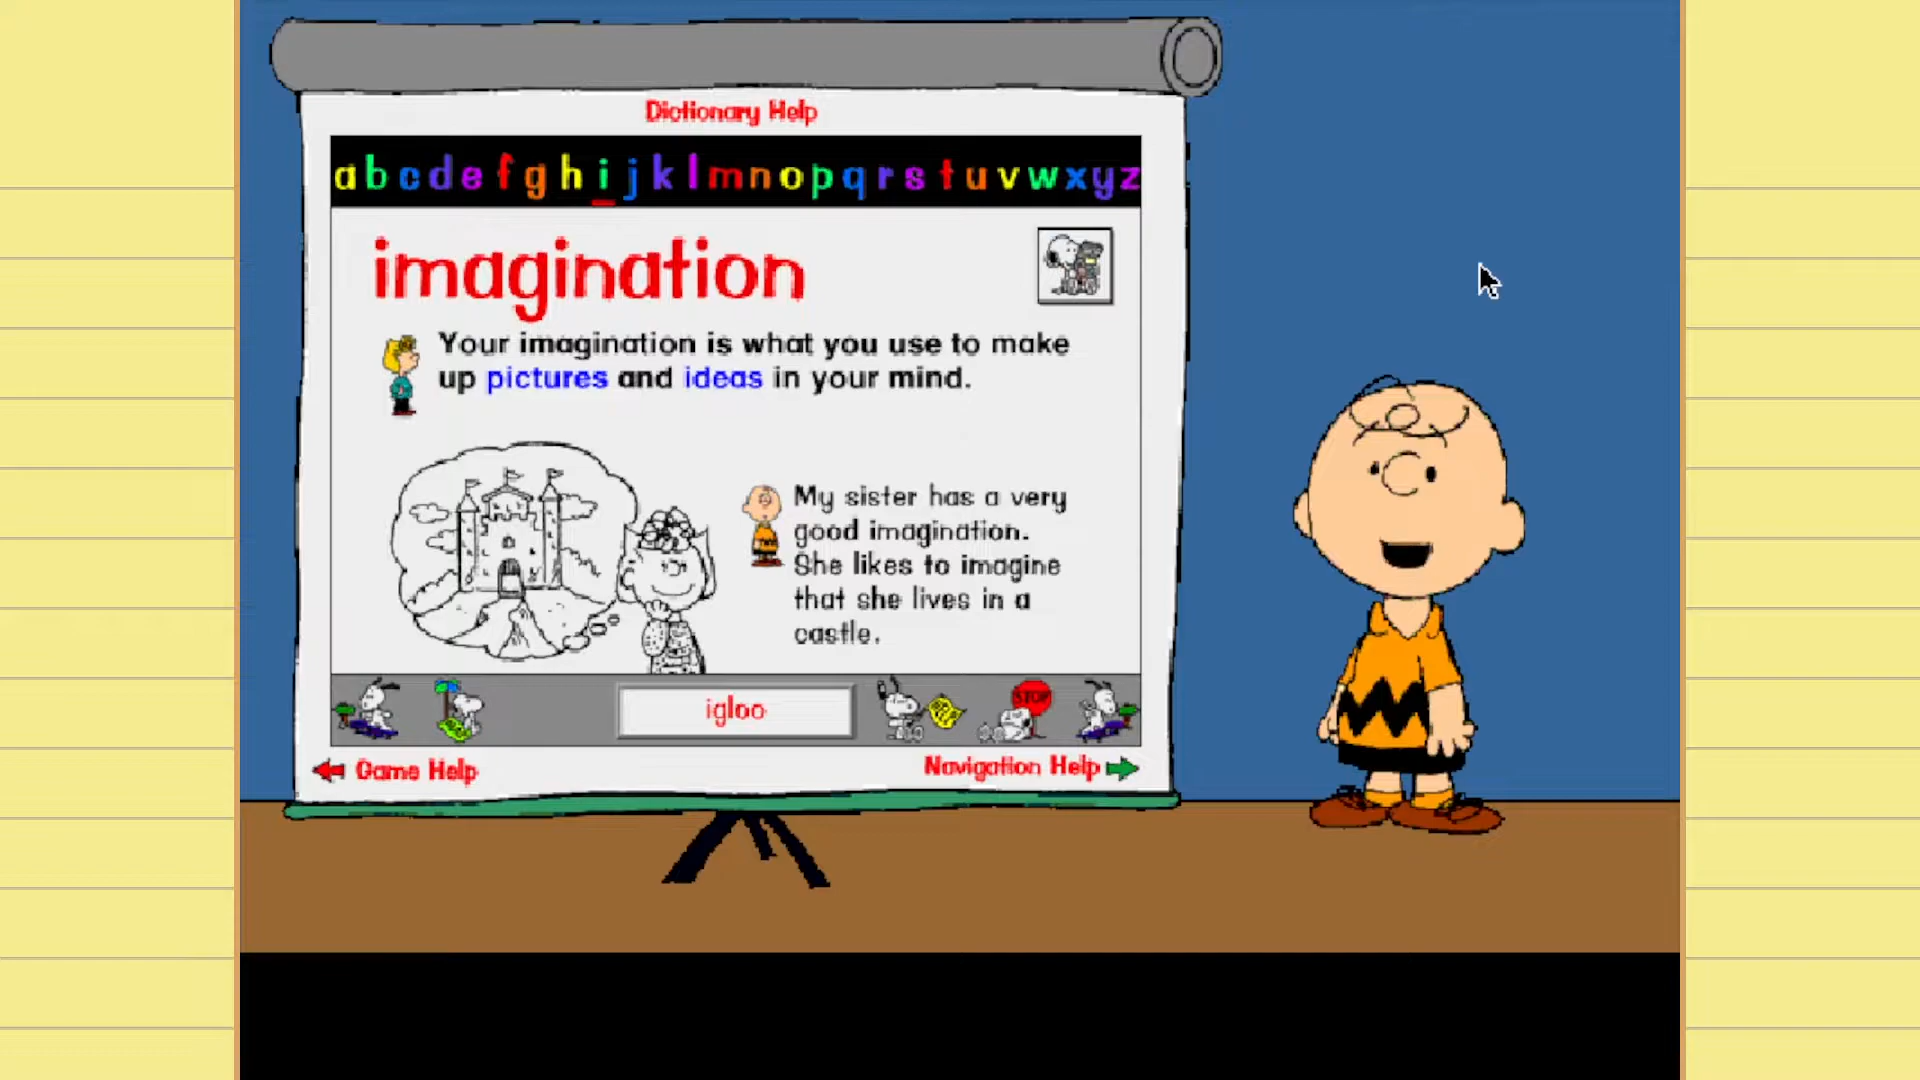 Dictionary Help
a b c d e f g h i j k l m n o p q r s t u v w x y z
imagination
Your imagination is what you use to make
up pictures and ideas in your mind.
My sister has a very
good imagination.
She likes to imagine
that she lives in a
castle.
igloo
STOP
Game Help
Navigation Help